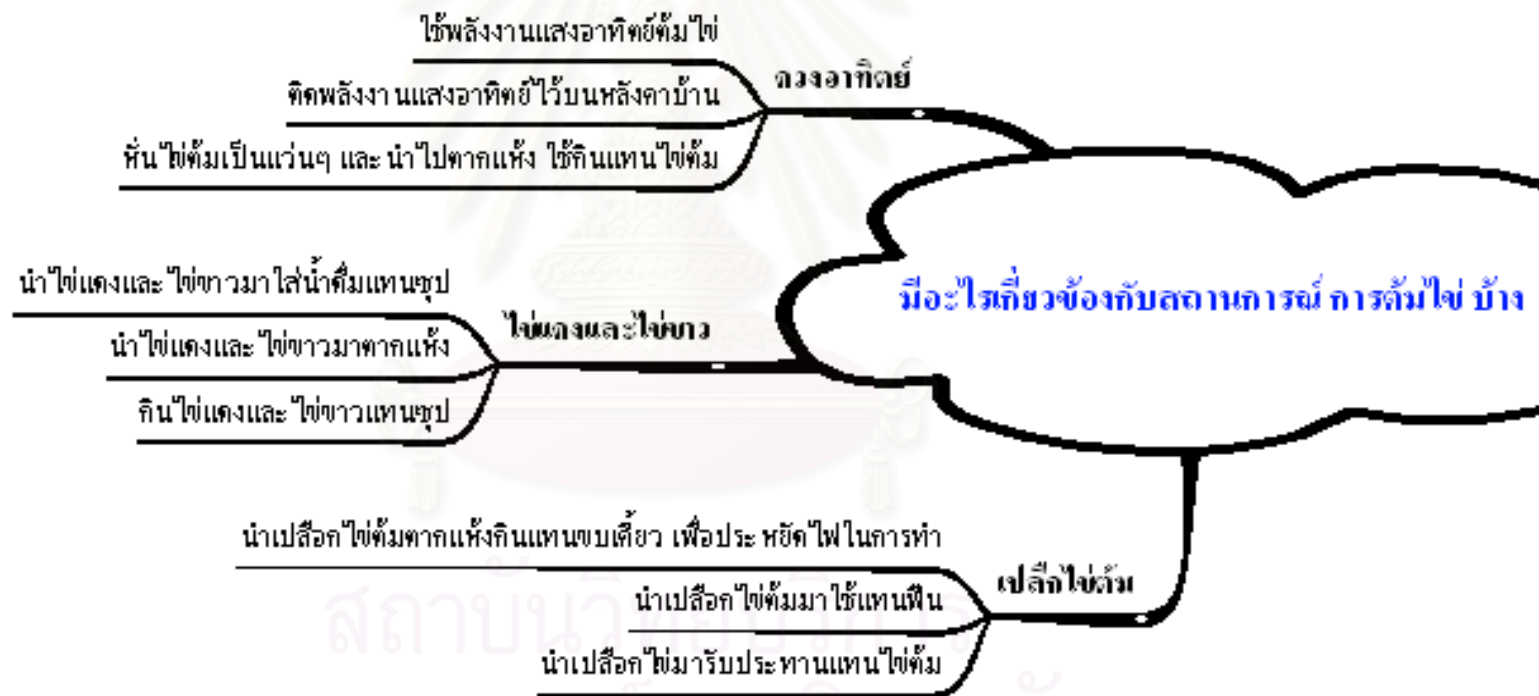 ใช้พลังงานแสงอาทิตย์ต้มไข่
ดวงอาทิตย์
ติดพลังงานแสงอาทิตย์ไว้บนหลังคาบ้าน
หั่นไข่ต้มเป็นแว่นๆ และนำไปตากแห้ง ใช้กินแทนไข่ต้ม
มีอะไรเกี่ยวข้องกับสถานการณ์ การต้มไข่ บ้าง
นำไข่แดงและไข่ขาวมาใส่น้ำดื่มแทนซุป
ไข่แดงและไข่ขาว
นำไข่แดงและไข่ขาวมาตากแห้ง
กินไข่แดงและไข่ขาวแทนซุป
นำเปลือกไข่ต้มตากแห้งกินแทนขบเคี้ยว เพื่อประหยัดไฟในการทำ
เปลือกไข่ต้ม
นำเปลือกไข่ต้มมาใช้แทนฟืน
นำเปลือกไข่มารับประทานแทนไข่ต้ม
สถาบันวิทยบริการ